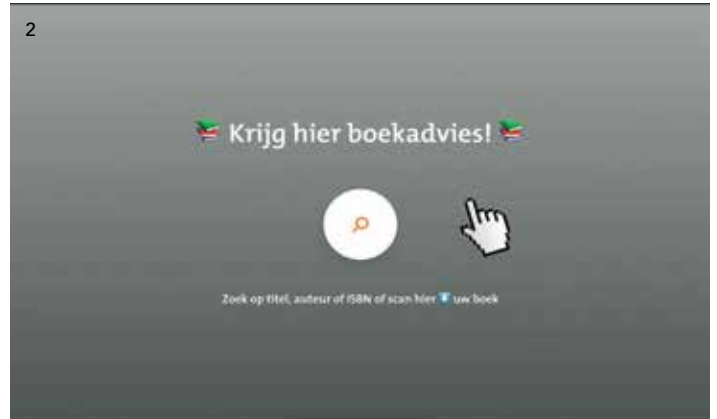 2
📚 Krijg hier boekadvies! 📚
Zoek op titel, auteur of ISBN of scan hier ⬇️ uw boek